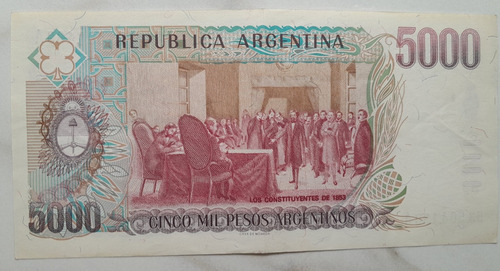 REPUBLICA ARGENTINA
5000
LOS CONSTITUYENTES DE 1853
5000
CINCO MIL PESOS ARGENTINOS